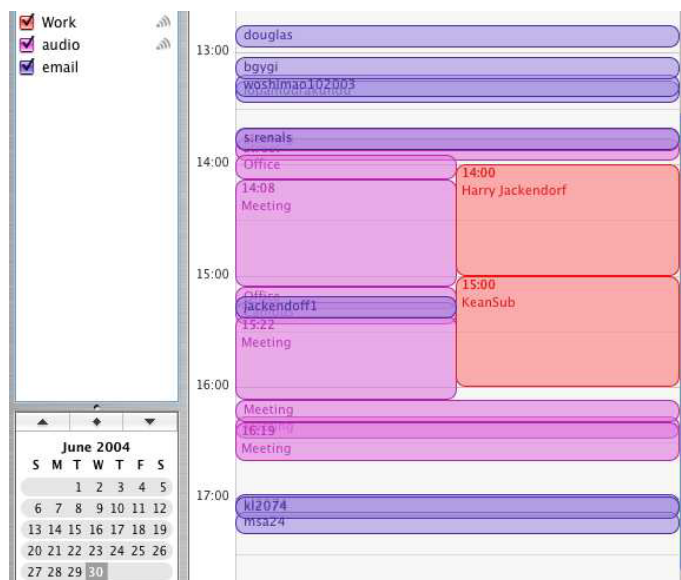 Work
audio
email
13:00
douglas
bgygi
woshimao102003
s.renals
14:00
Office
14:00
Harry Jackendorf
14:08
Meeting
15:00
15:00
KeanSub
Office
jackendoff1
15:22
Meeting
16:00
Meeting
16:19
Meeting
17:00
kl2074
msa24
June 2004
S M T W T F S
1 2 3 4 5
6 7 8 9 10 11 12
13 14 15 16 17 18 19
20 21 22 23 24 25 26
27 28 29 30